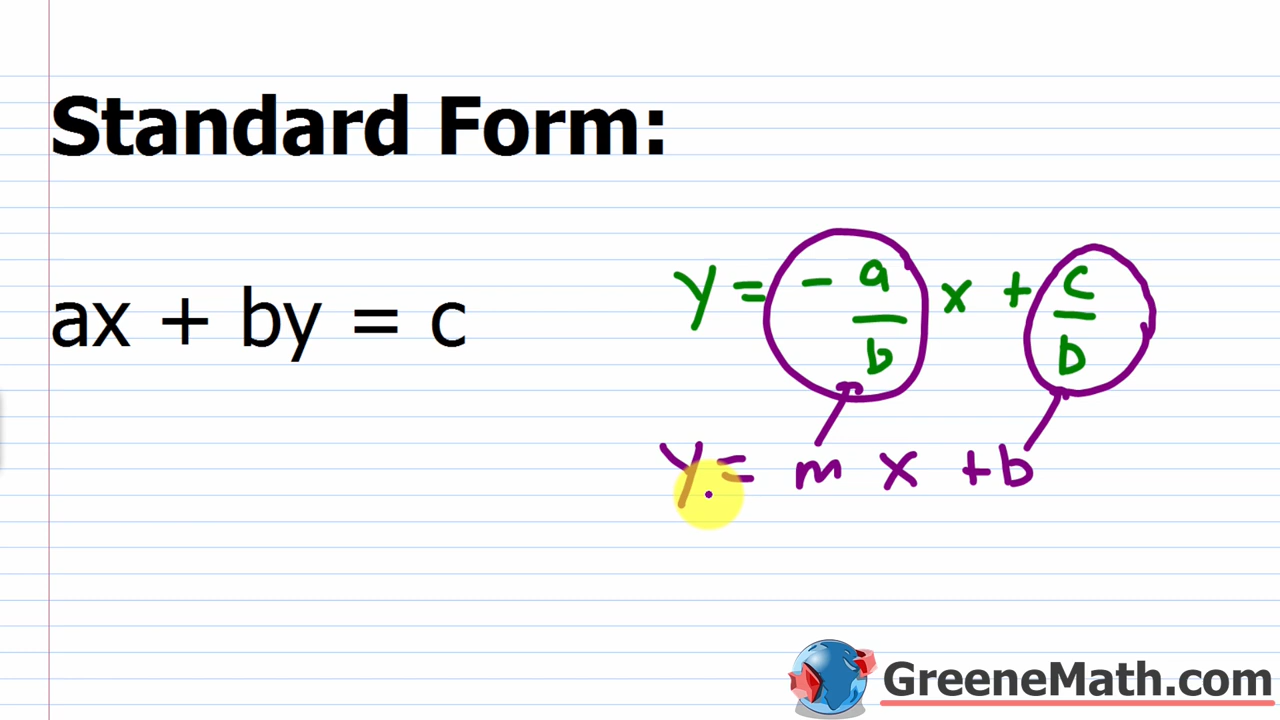 Standard Form:
y = - a/b x + c/b
ax + by = c
y = m x + b
GreeneMath.com